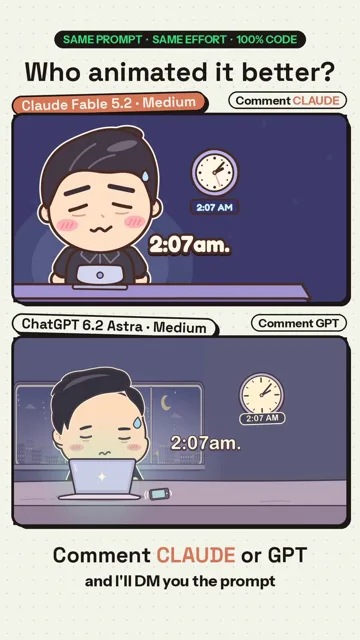 SAME PROMPT · SAME EFFORT · 100% CODE
Who animated it better?
Claude Fable 5.2 · Medium
Comment CLAUDE
2:07 AM
2:07am.
ChatGPT 6.2 Astra · Medium
Comment GPT
2:07 AM
2:07am.
Comment CLAUDE or GPT
and I'll DM you the prompt